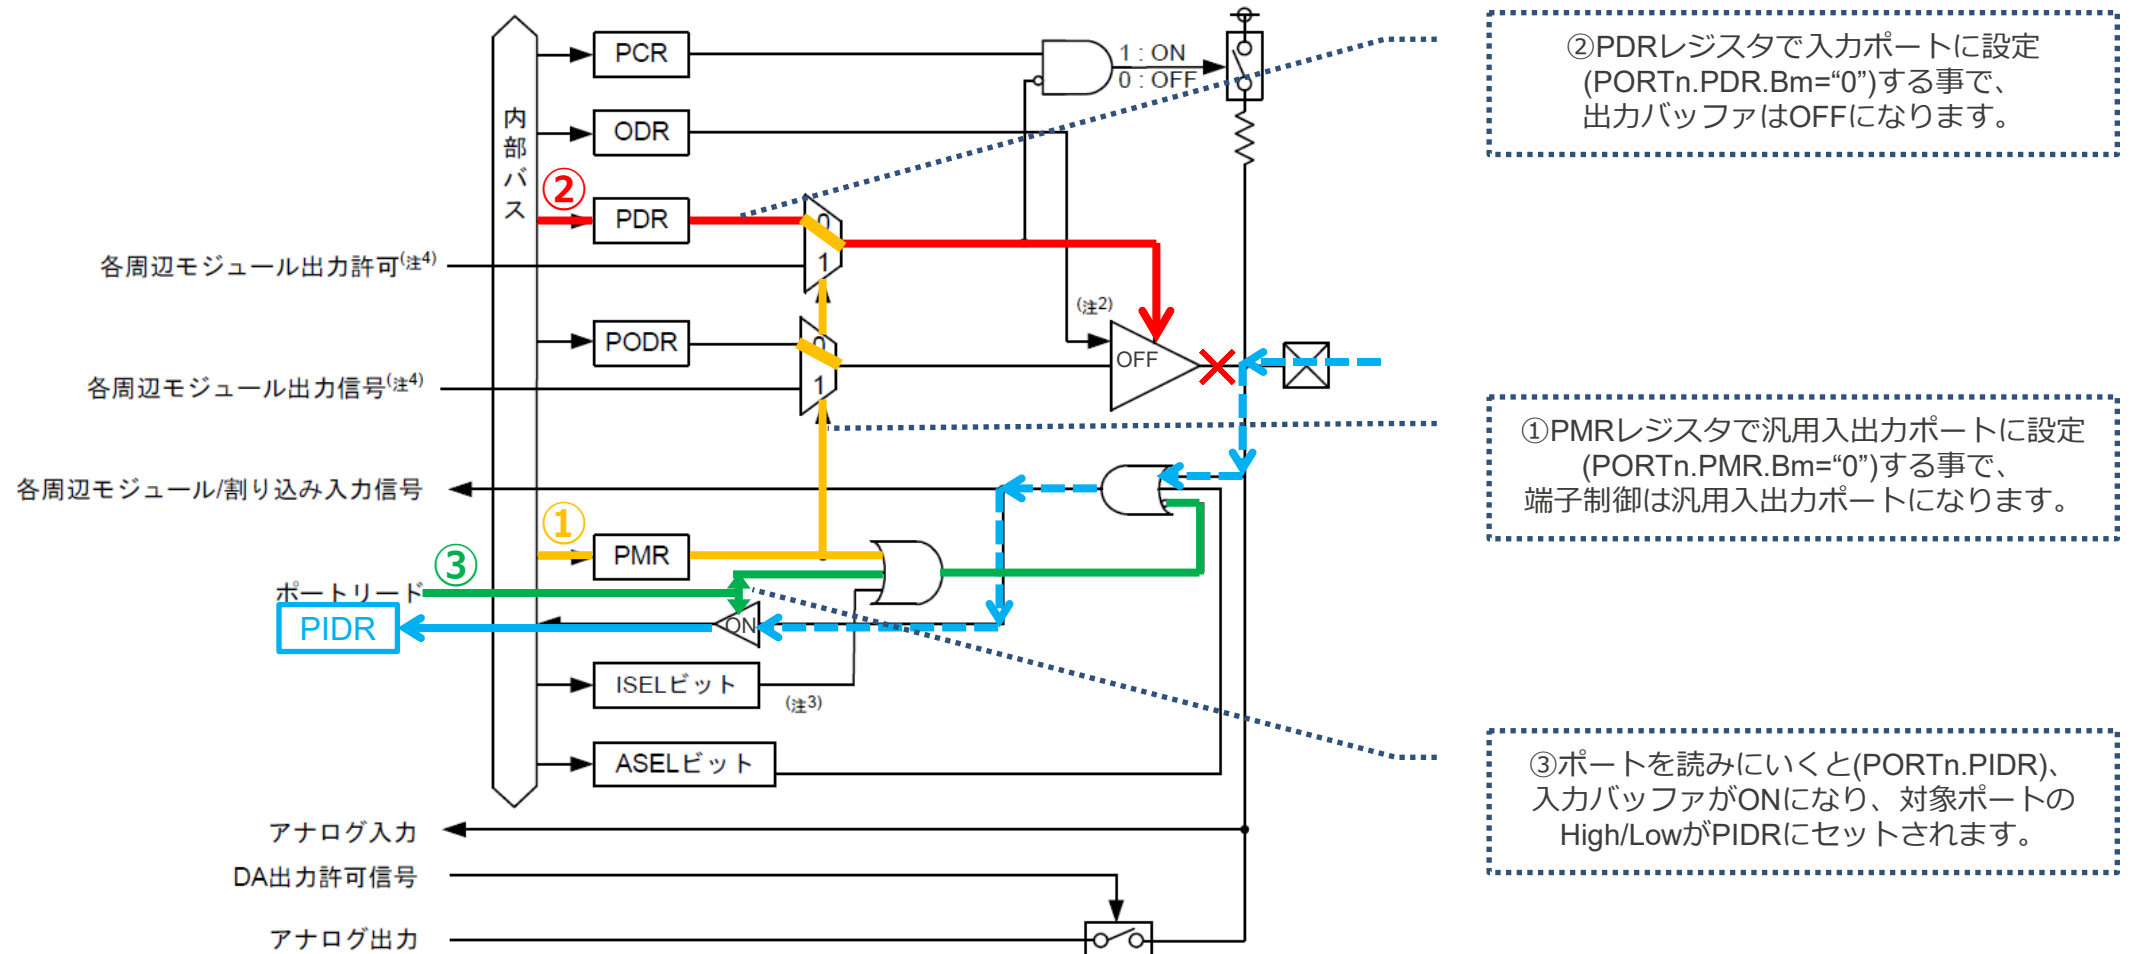 PCR
1 : ON
0 : OFF
ODR
内部バス
②
PDR
0
1
各周辺モジュール出力許可(注4)
(注2)
PODR
0
1
OFF
各周辺モジュール出力信号(注4)
各周辺モジュール/割り込み入力信号
①
PMR
③
ポートリード
PIDR
ON
ISELビット
(注3)
ASELビット
アナログ入力
DA出力許可信号
アナログ出力
②PDRレジスタで入力ポートに設定
(PORTn.PDR.Bm=“0”)する事で、
出力バッファはOFFになります。
①PMRレジスタで汎用入出力ポートに設定
(PORTn.PMR.Bm=“0”)する事で、
端子制御は汎用入出力ポートになります。
③ポートを読みにいくと(PORTn.PIDR)、
入力バッファがONになり、対象ポートの
High/LowがPIDRにセットされます。